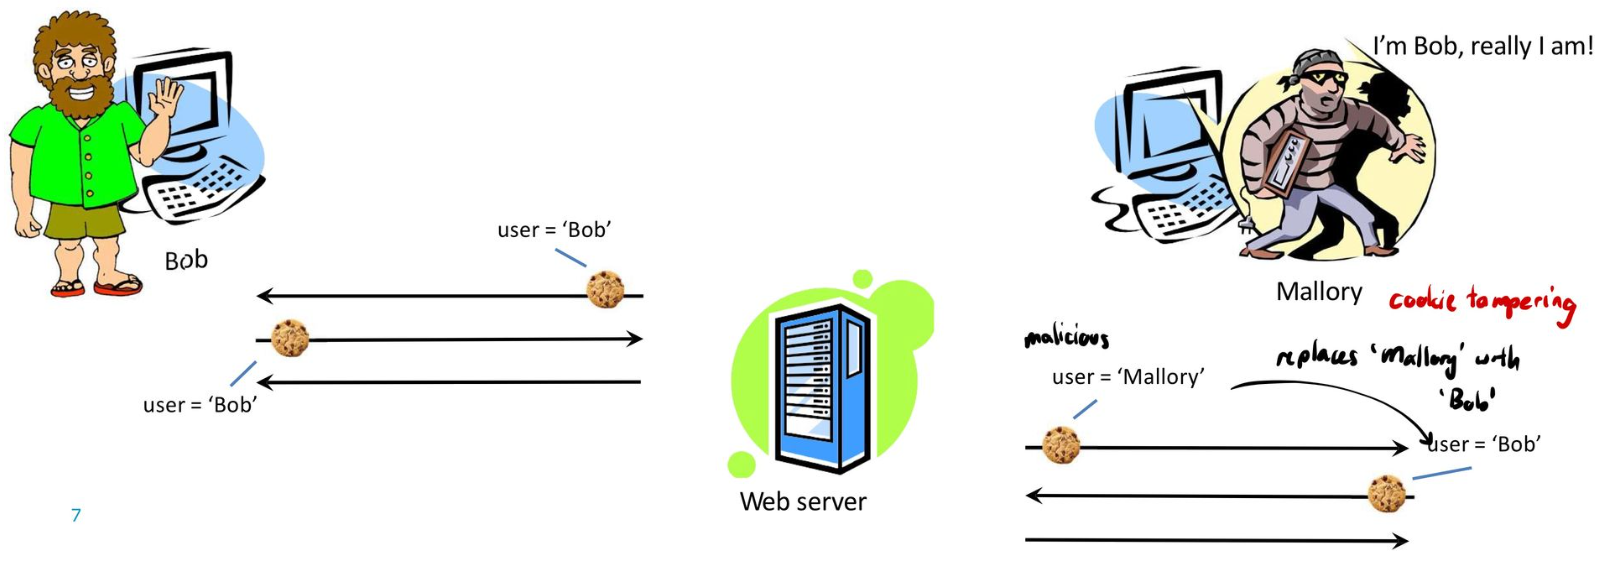 I'm Bob, really I am!
user = 'Bob'
Bob
Mallory
cookie tampering
malicious
replaces 'Mallory' with
'Bob'
user = 'Mallory'
user = 'Bob'
user = 'Bob'
Web server
7